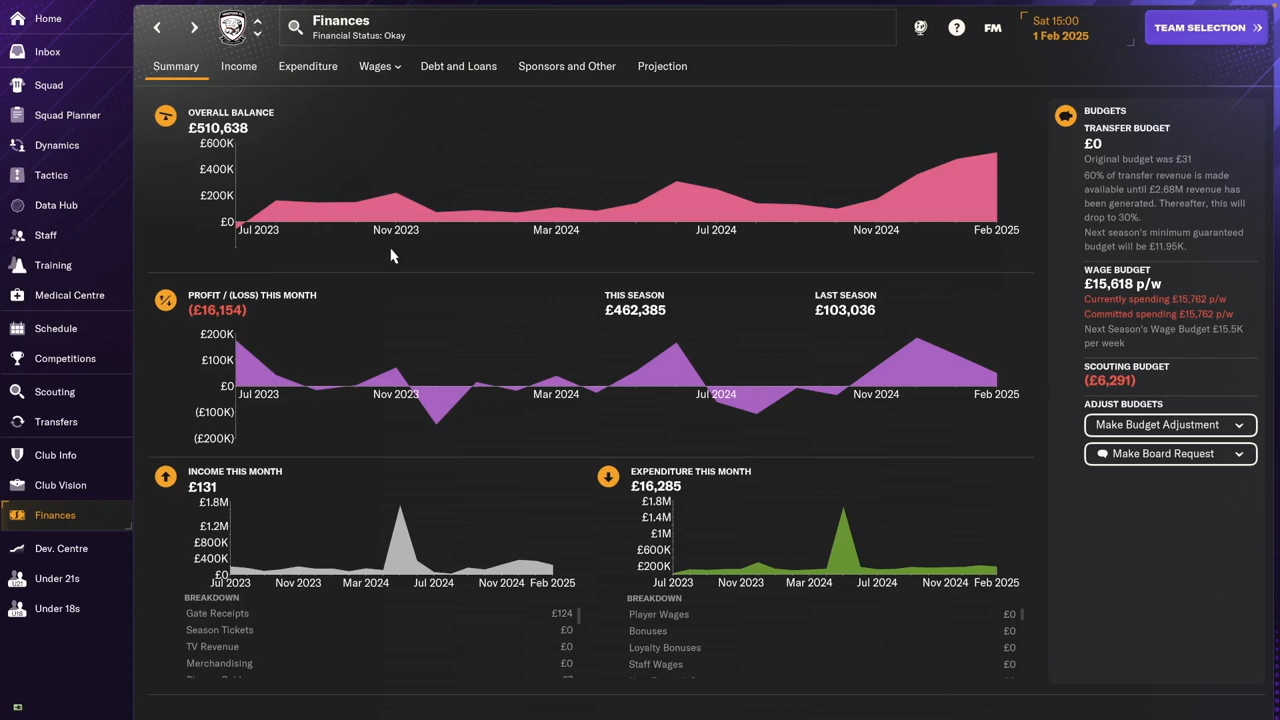 Home
Inbox
Squad
Squad Planner
Dynamics
Tactics
Data Hub
Staff
Training
Medical Centre
Schedule
Competitions
Scouting
Transfers
Club Info
Club Vision
Finances
Dev. Centre
U21
Under 21s
U18
Under 18s
Finances
Financial Status: Okay
?
FM
Sat 15:00
1 Feb 2025
TEAM SELECTION
Summary
Income
Expenditure
Wages
Debt and Loans
Sponsors and Other
Projection
OVERALL BALANCE
£510,638
£600K
£400K
£200K
£0
Jul 2023 Nov 2023 Mar 2024 Jul 2024 Nov 2024 Feb 2025
PROFIT / (LOSS) THIS MONTH
(£16,154)
THIS SEASON
£462,385
LAST SEASON
£103,036
£200K
£100K
£0
(£100K)
(£200K)
Jul 2023 Nov 2023 Mar 2024 Jul 2024 Nov 2024 Feb 2025
INCOME THIS MONTH
£131
£1.8M
£1.2M
£800K
£400K
£0
Jul 2023 Nov 2023 Mar 2024 Jul 2024 Nov 2024 Feb 2025
BREAKDOWN
Gate Receipts £124
Season Tickets £0
TV Revenue £0
Merchandising £0
EXPENDITURE THIS MONTH
£16,285
£1.8M
£1.4M
£1M
£600K
£200K
Jul 2023 Nov 2023 Mar 2024 Jul 2024 Nov 2024 Feb 2025
BREAKDOWN
Player Wages £0
Bonuses £0
Loyalty Bonuses £0
Staff Wages £0
BUDGETS
TRANSFER BUDGET
£0
Original budget was £31
60% of transfer revenue is made
available until £2.68M revenue has
been generated. Thereafter, this will
drop to 30%.
Next season's minimum guaranteed
budget will be £11.95K.
WAGE BUDGET
£15,618 p/w
Currently spending £15,762 p/w
Committed spending £15,762 p/w
Next Season's Wage Budget £15.5K
per week
SCOUTING BUDGET
(£6,291)
ADJUST BUDGETS
Make Budget Adjustment
Make Board Request